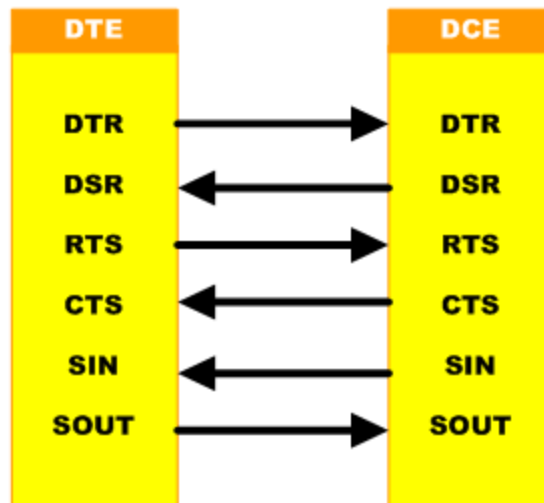 DTE DCE
DTR DTR
DSR DSR
RTS RTS
CTS CTS
SIN SIN
SOUT SOUT